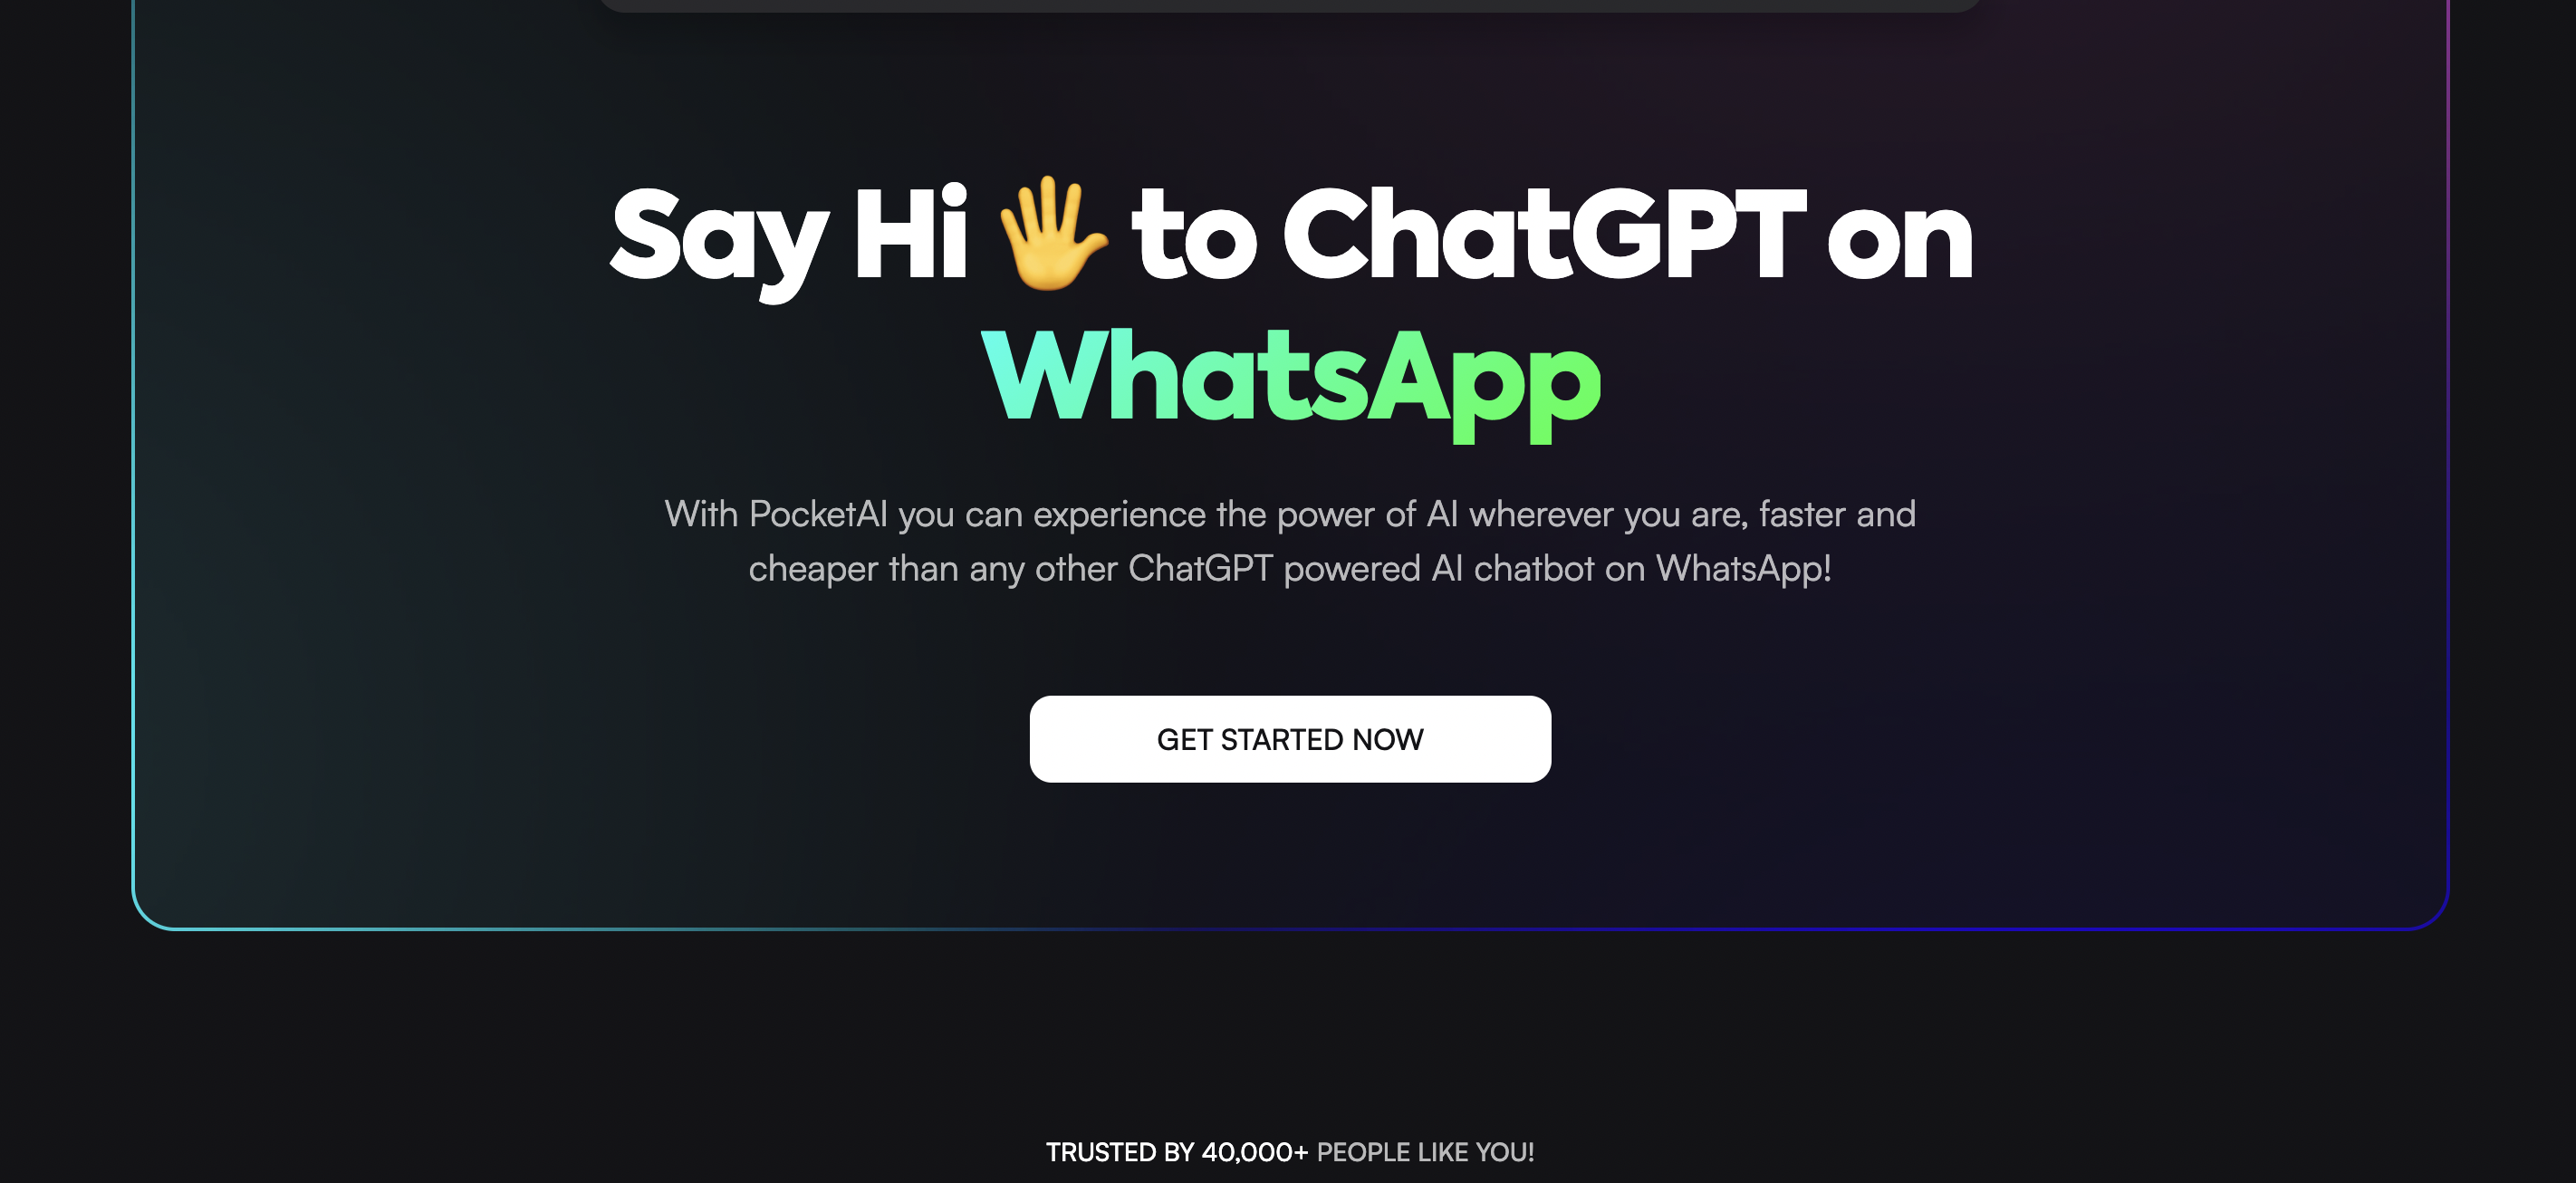 Say Hi 🖐 to ChatGPT on
WhatsApp
With PocketAI you can experience the power of AI wherever you are, faster and
cheaper than any other ChatGPT powered AI chatbot on WhatsApp!
GET STARTED NOW
TRUSTED BY 40,000+ PEOPLE LIKE YOU!